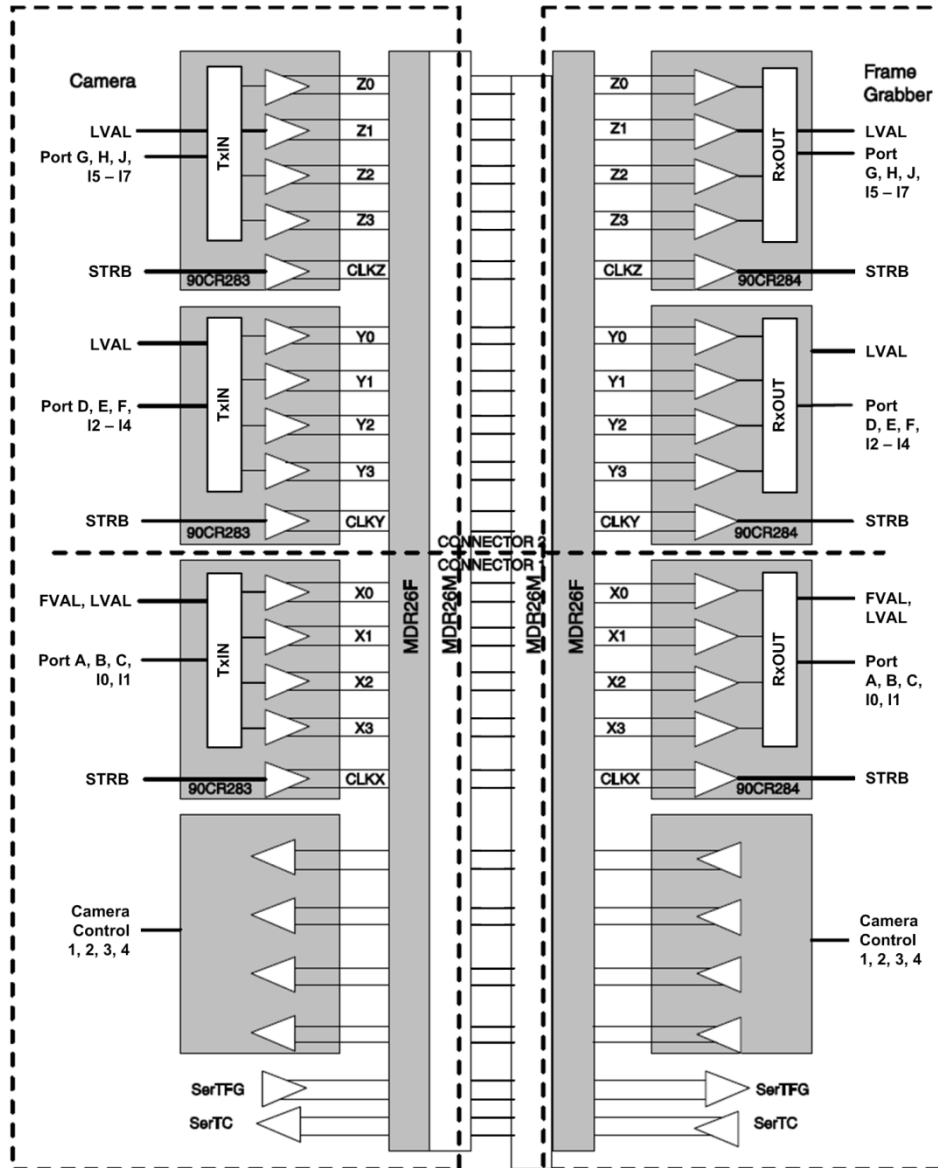 Camera
LVAL
Port G, H, J,
I5 – I7
STRB
TxIN
90CR283
Z0
Z1
Z2
Z3
CLKZ
Z0
Z1
Z2
Z3
CLKZ
RxOUT
90CR284
Frame
Grabber
LVAL
Port
G, H, J,
I5 – I7
STRB
LVAL
Port D, E, F,
I2 – I4
STRB
TxIN
90CR283
Y0
Y1
Y2
Y3
CLKY
Y0
Y1
Y2
Y3
CLKY
RxOUT
90CR284
LVAL
Port
D, E, F,
I2 – I4
STRB
CONNECTOR 2
CONNECTOR 1
MDR26F
MDR26M
MDR26M
MDR26F
FVAL, LVAL
Port A, B, C,
I0, I1
STRB
TxIN
90CR283
X0
X1
X2
X3
CLKX
X0
X1
X2
X3
CLKX
RxOUT
90CR284
FVAL,
LVAL
Port
A, B, C,
I0, I1
STRB
Camera
Control
1, 2, 3, 4
Camera
Control
1, 2, 3, 4
SerTFG
SerTC
SerTFG
SerTC